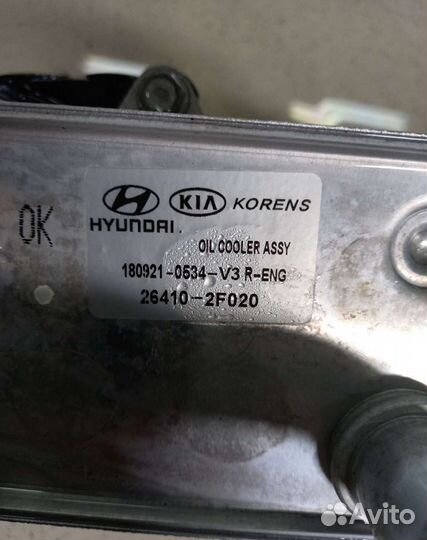 OK
HYUNDAI
KIA
KORENS
OIL COOLER ASSY
180921-0534-V3 R-ENG
26410-2F020
Avito